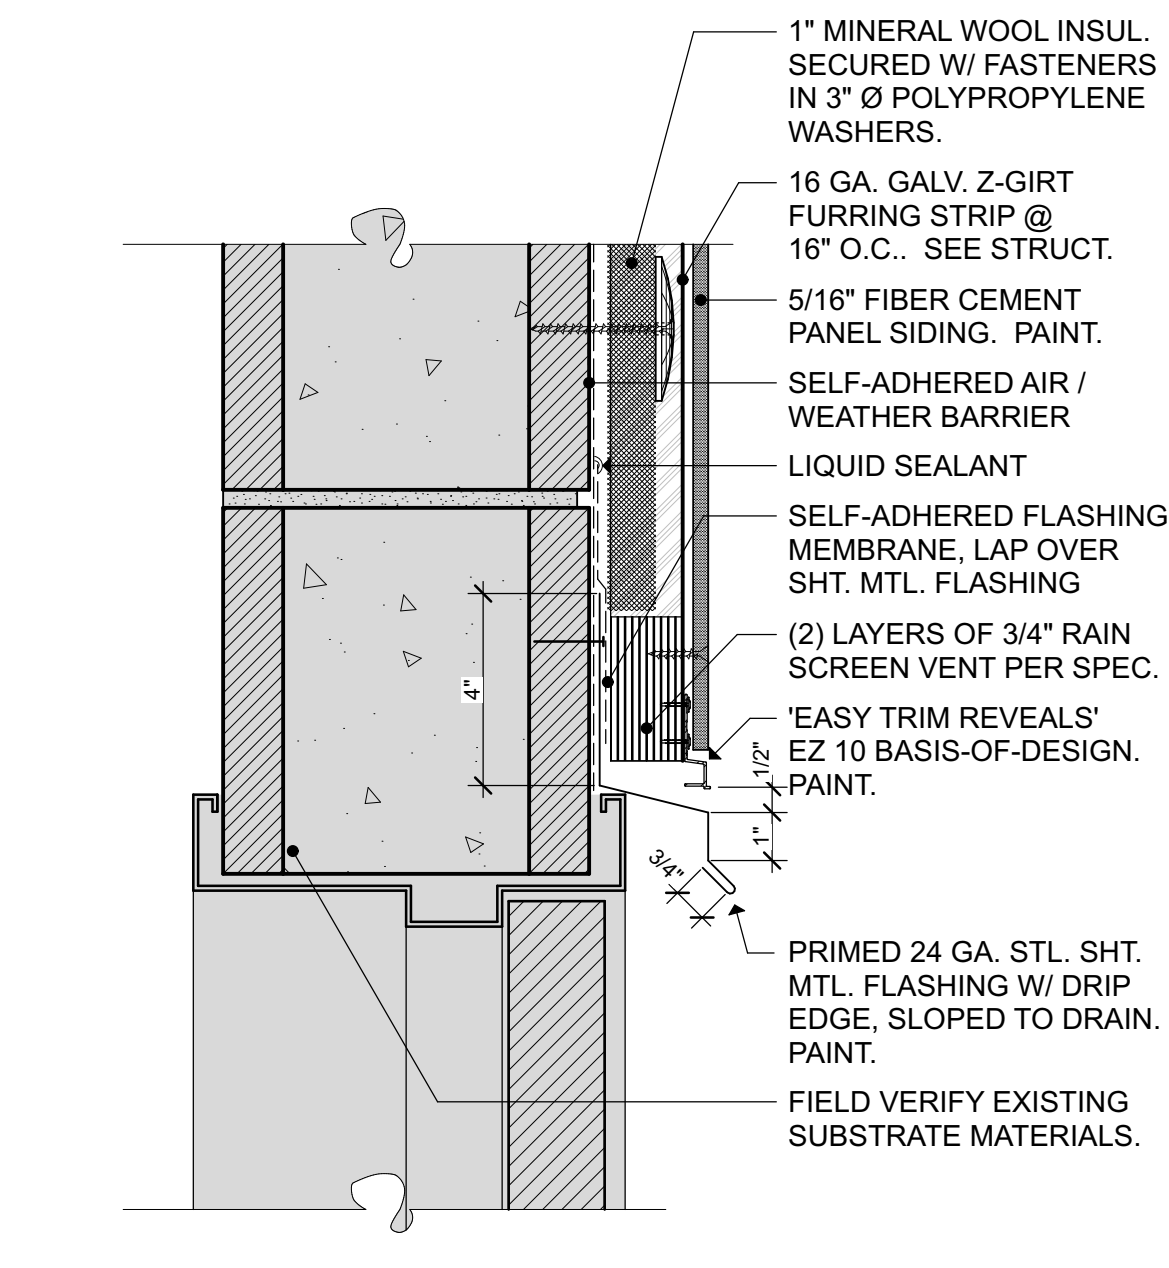 1" MINERAL WOOL INSUL.
SECURED W/ FASTENERS
IN 3" Ø POLYPROPYLENE
WASHERS.
16 GA. GALV. Z-GIRT
FURRING STRIP @
16" O.C..  SEE STRUCT.
5/16" FIBER CEMENT
PANEL SIDING.  PAINT.
SELF-ADHERED AIR /
WEATHER BARRIER
LIQUID SEALANT
SELF-ADHERED FLASHING
MEMBRANE, LAP OVER
SHT. MTL. FLASHING
(2) LAYERS OF 3/4" RAIN
SCREEN VENT PER SPEC.
'EASY TRIM REVEALS'
EZ 10 BASIS-OF-DESIGN.
PAINT.
4"
1/2"
1"
3/4"
PRIMED 24 GA. STL. SHT.
MTL. FLASHING W/ DRIP
EDGE, SLOPED TO DRAIN.
PAINT.
FIELD VERIFY EXISTING
SUBSTRATE MATERIALS.